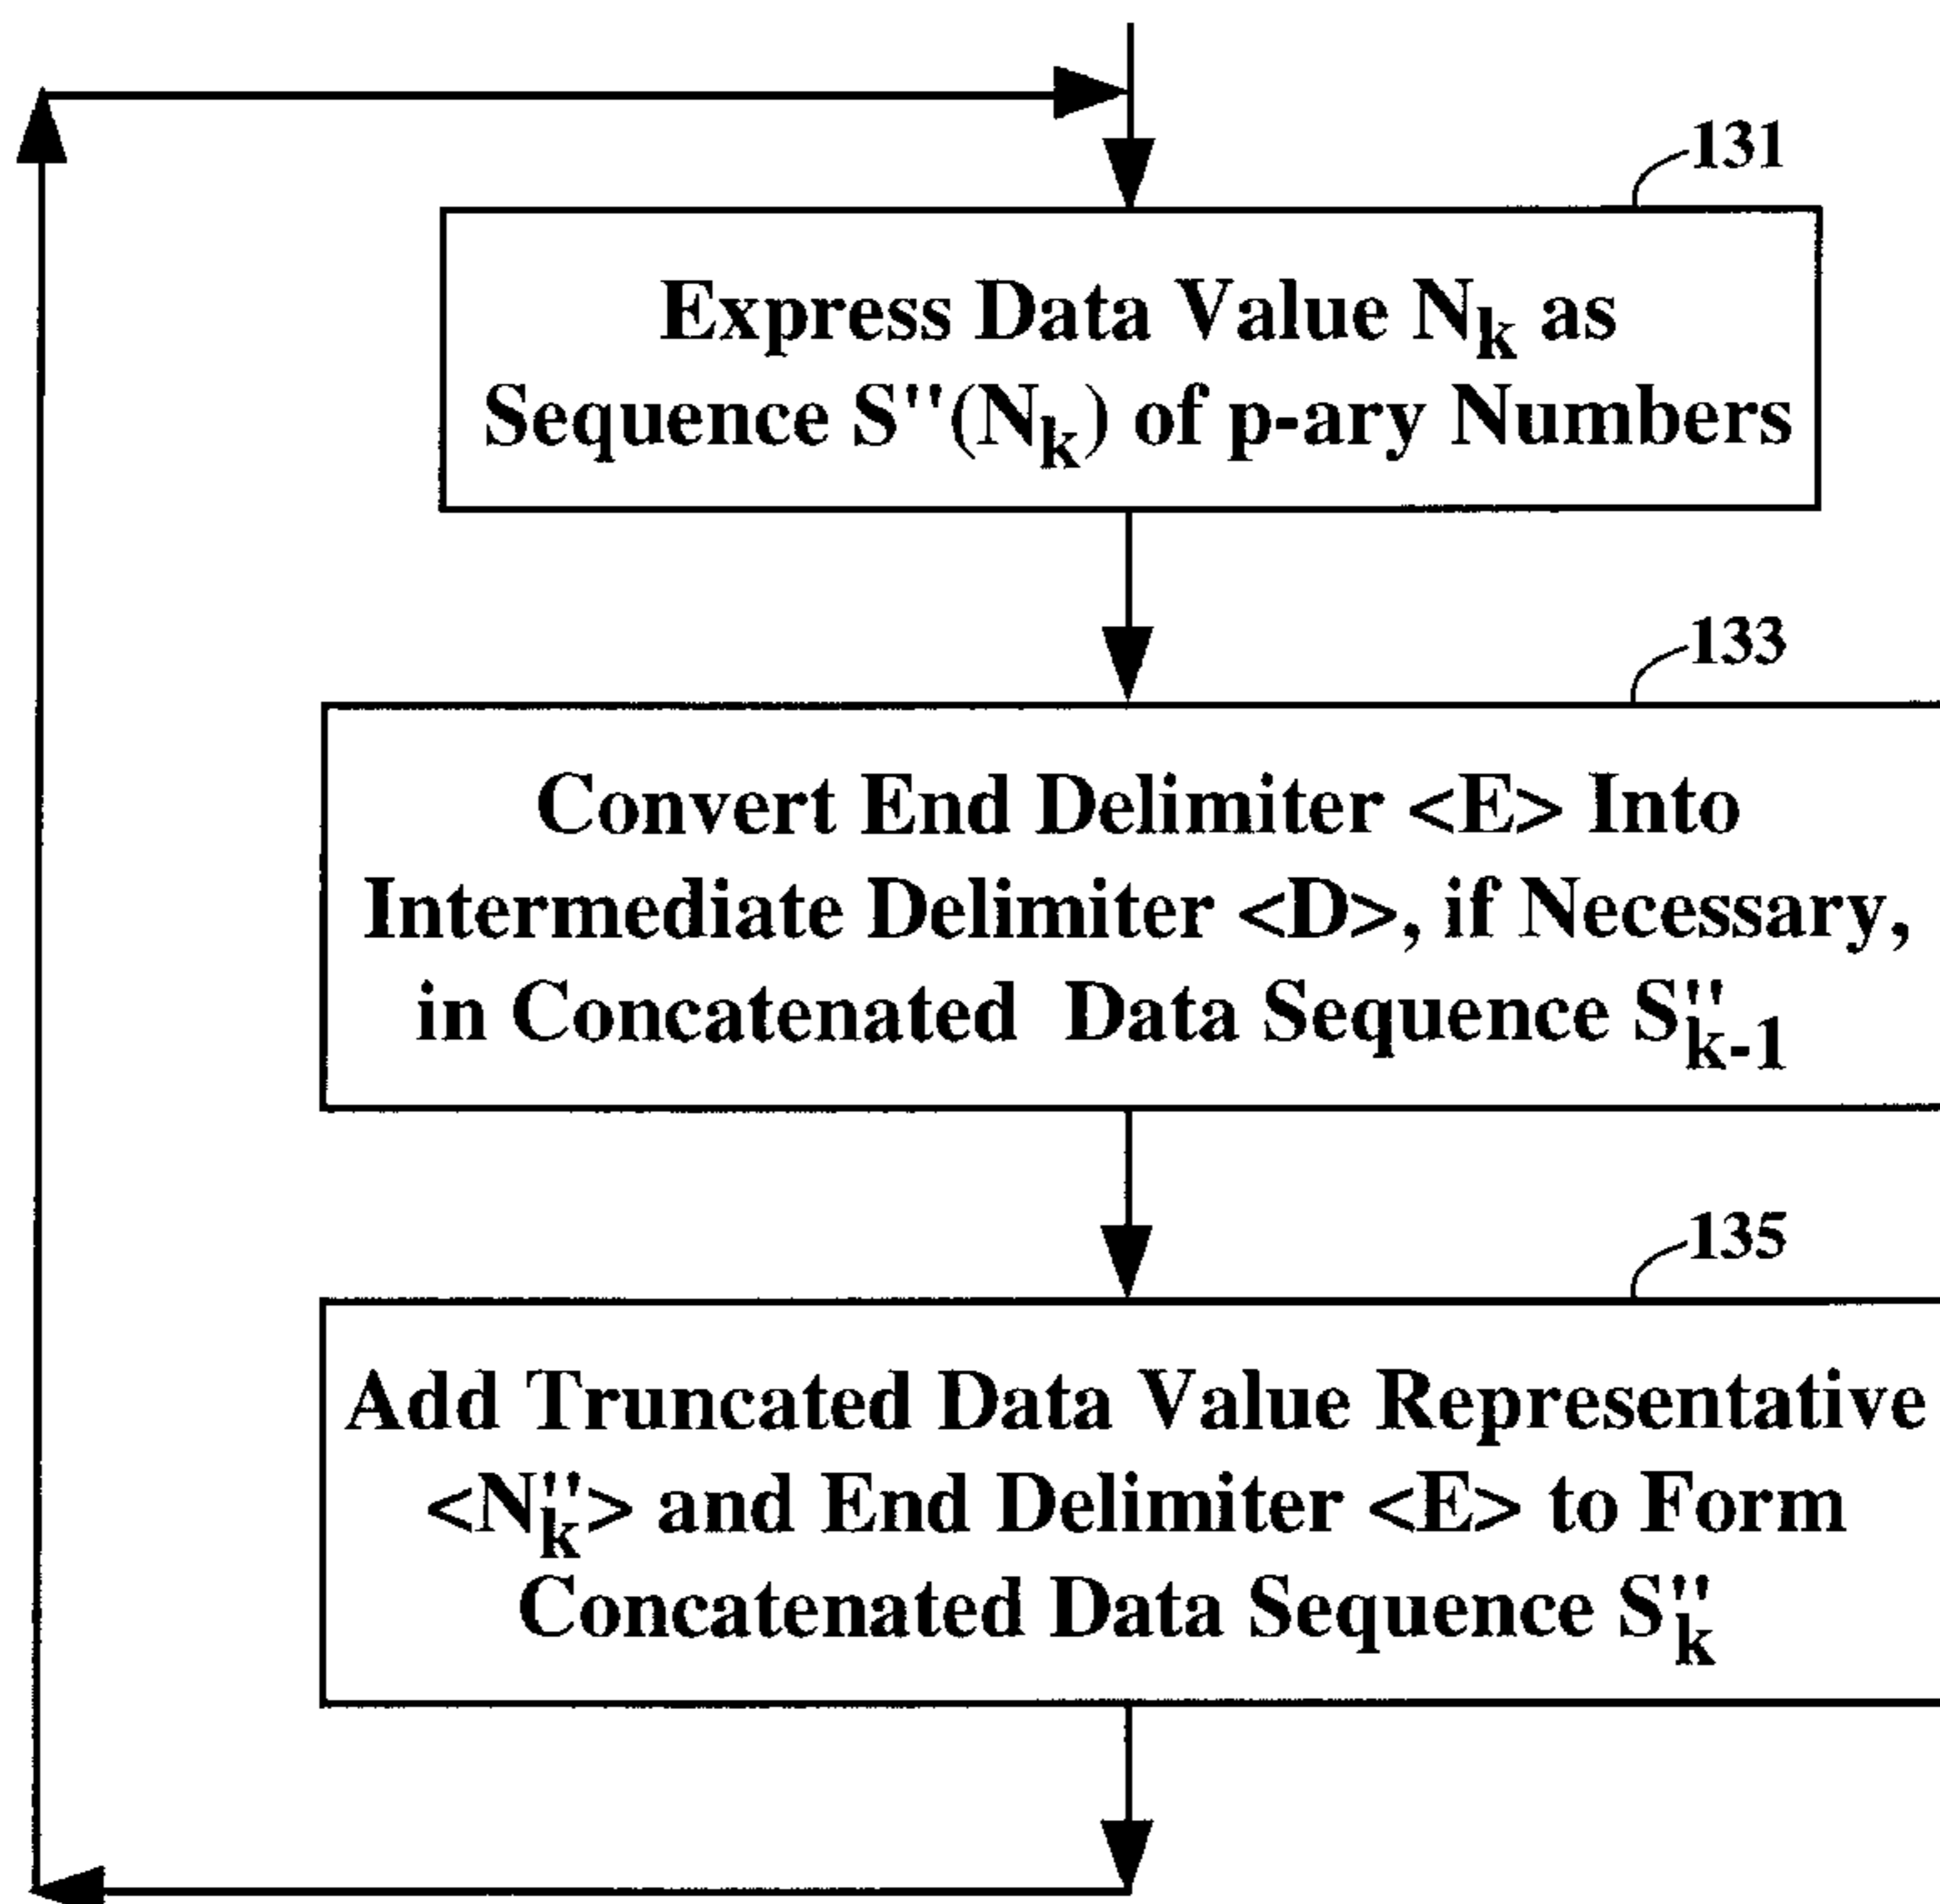 131
Express Data Value Nk as
Sequence S"(Nk) of p-ary Numbers
133
Convert End Delimiter <E> Into
Intermediate Delimiter <D>, if Necessary,
in Concatenated Data Sequence S"k-1
135
Add Truncated Data Value Representative
<N"k> and End Delimiter <E> to Form
Concatenated Data Sequence S"k